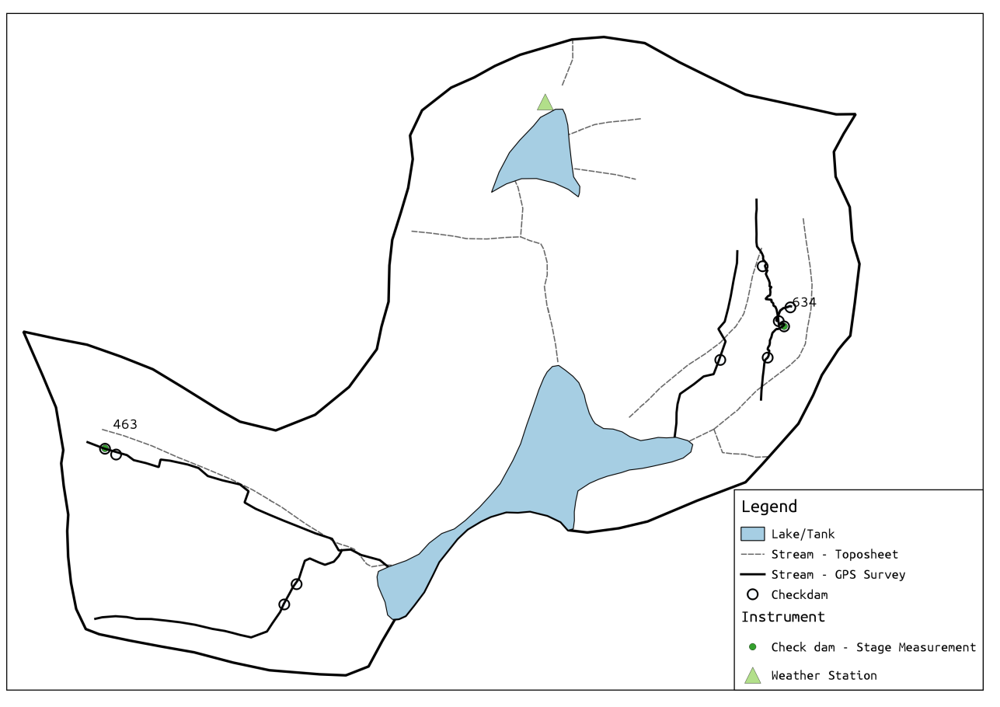 634
463
Legend
Lake/Tank
Stream - Toposheet
Stream - GPS Survey
Checkdam
Instrument
Check dam - Stage Measurement
Weather Station